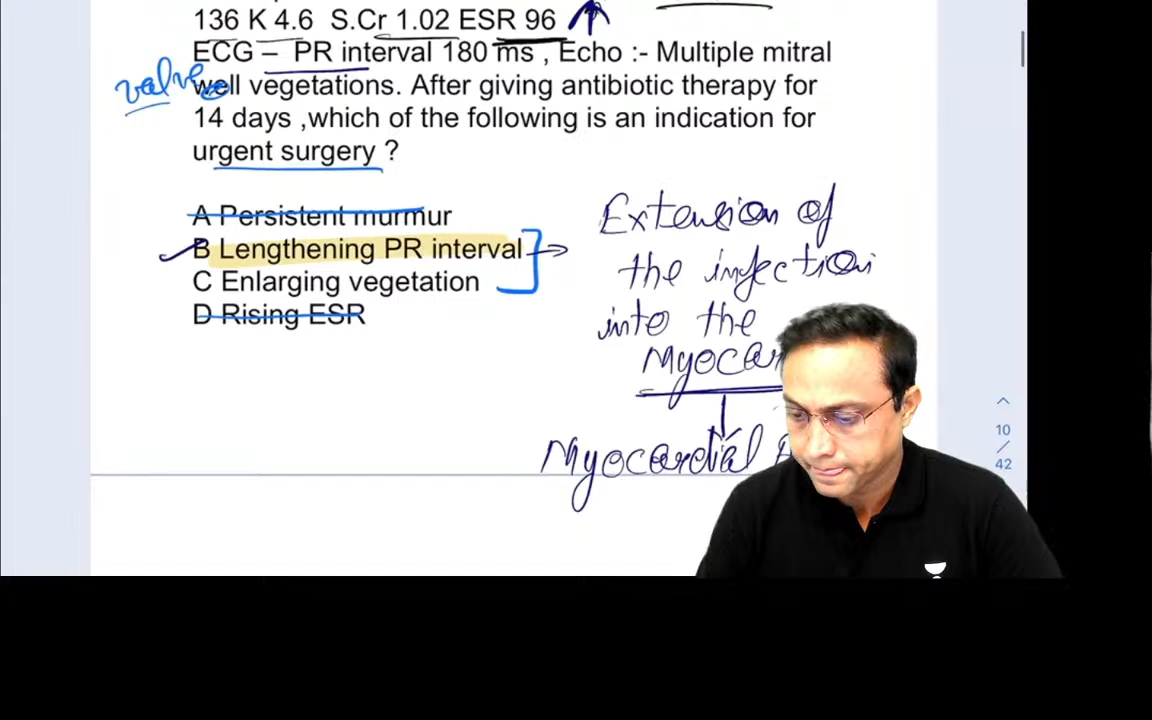 136 K 4.6 S.Cr 1.02 ESR 96
ECG – PR interval 180 ms , Echo :- Multiple mitral
valve
well vegetations. After giving antibiotic therapy for
14 days ,which of the following is an indication for
urgent surgery ?
A Persistent murmur
B Lengthening PR interval
C Enlarging vegetation
D Rising ESR
Extension of
the infection
into the
Myocar
Myocardial
10
/
42